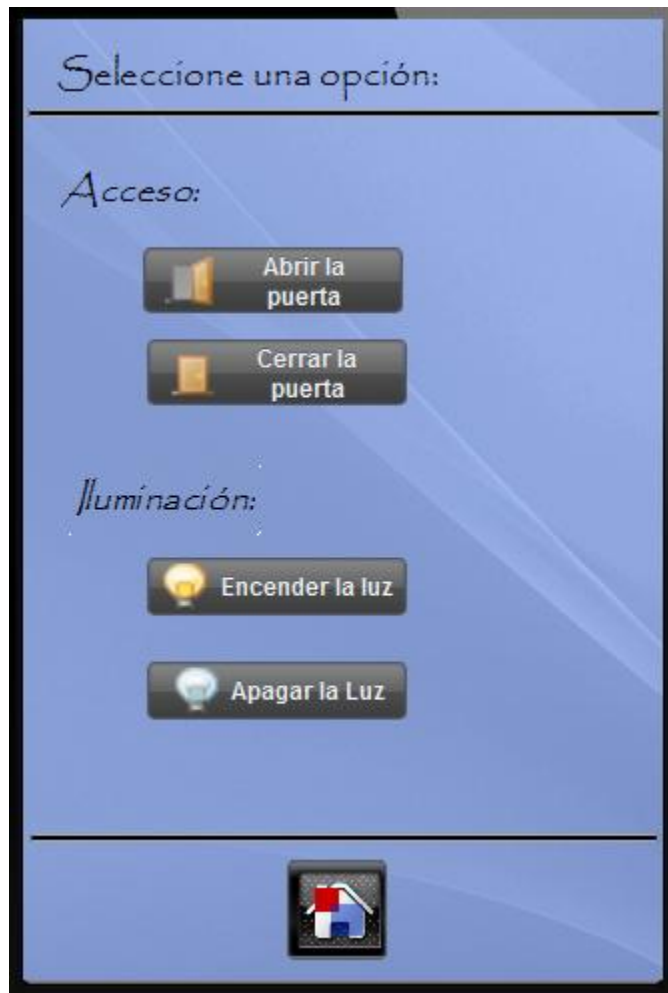 Seleccione una opción:
Acceso:
Abrir la
puerta
Cerrar la
puerta
Iluminación:
Encender la luz
Apagar la Luz